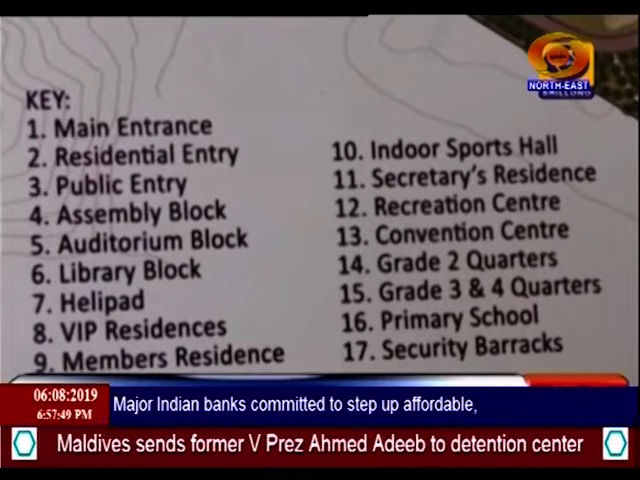 NORTH-EAST
SHILLONG
KEY:
1. Main Entrance
2. Residential Entry
3. Public Entry
4. Assembly Block
5. Auditorium Block
6. Library Block
7. Helipad
8. VIP Residences
9. Members Residence
10. Indoor Sports Hall
11. Secretary's Residence
12. Recreation Centre
13. Convention Centre
14. Grade 2 Quarters
15. Grade 3 & 4 Quarters
16. Primary School
17. Security Barracks
06:08:2019
6:57:49 PM
Major Indian banks committed to step up affordable,
Maldives sends former V Prez Ahmed Adeeb to detention center